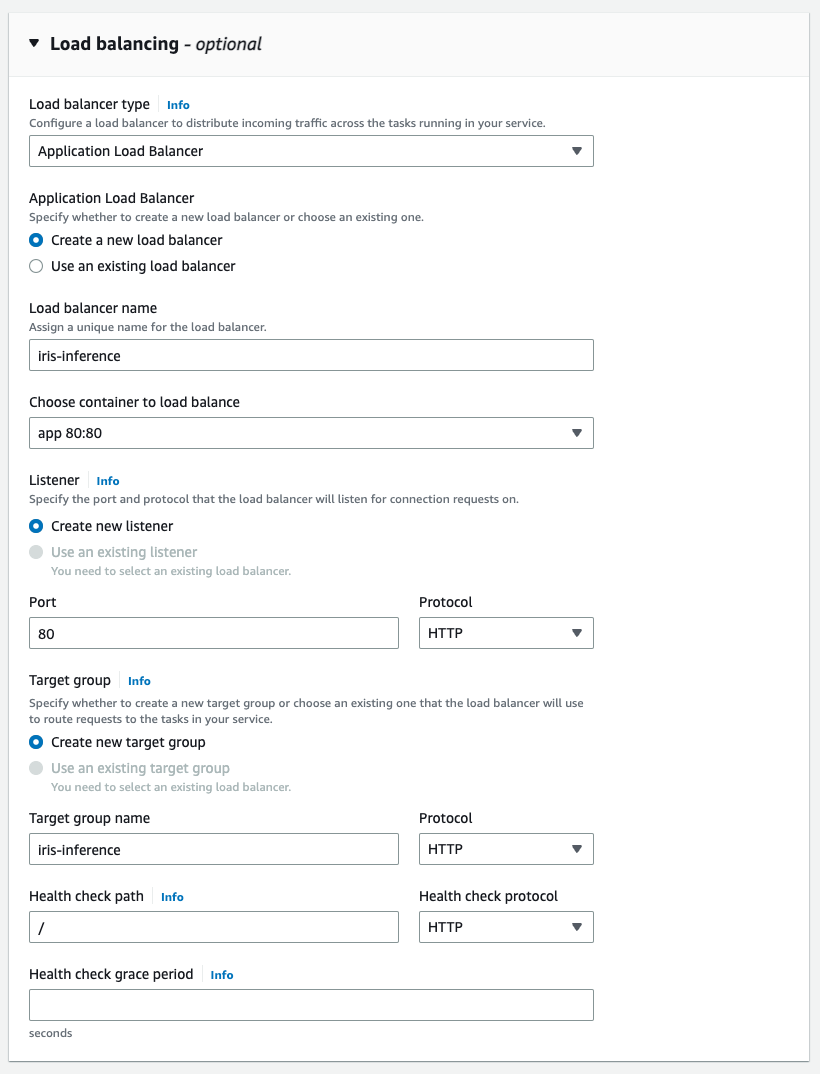 Load balancing - optional
Load balancer type Info
Configure a load balancer to distribute incoming traffic across the tasks running in your service.
Application Load Balancer
Application Load Balancer
Specify whether to create a new load balancer or choose an existing one.
Create a new load balancer
Use an existing load balancer
Load balancer name
Assign a unique name for the load balancer.
iris-inference
Choose container to load balance
app 80:80
Listener Info
Specify the port and protocol that the load balancer will listen for connection requests on.
Create new listener
Use an existing listener
You need to select an existing load balancer.
Port Protocol
80 HTTP
Target group Info
Specify whether to create a new target group or choose an existing one that the load balancer will use
to route requests to the tasks in your service.
Create new target group
Use an existing target group
You need to select an existing load balancer.
Target group name Protocol
iris-inference HTTP
Health check path Info Health check protocol
/ HTTP
Health check grace period Info
seconds